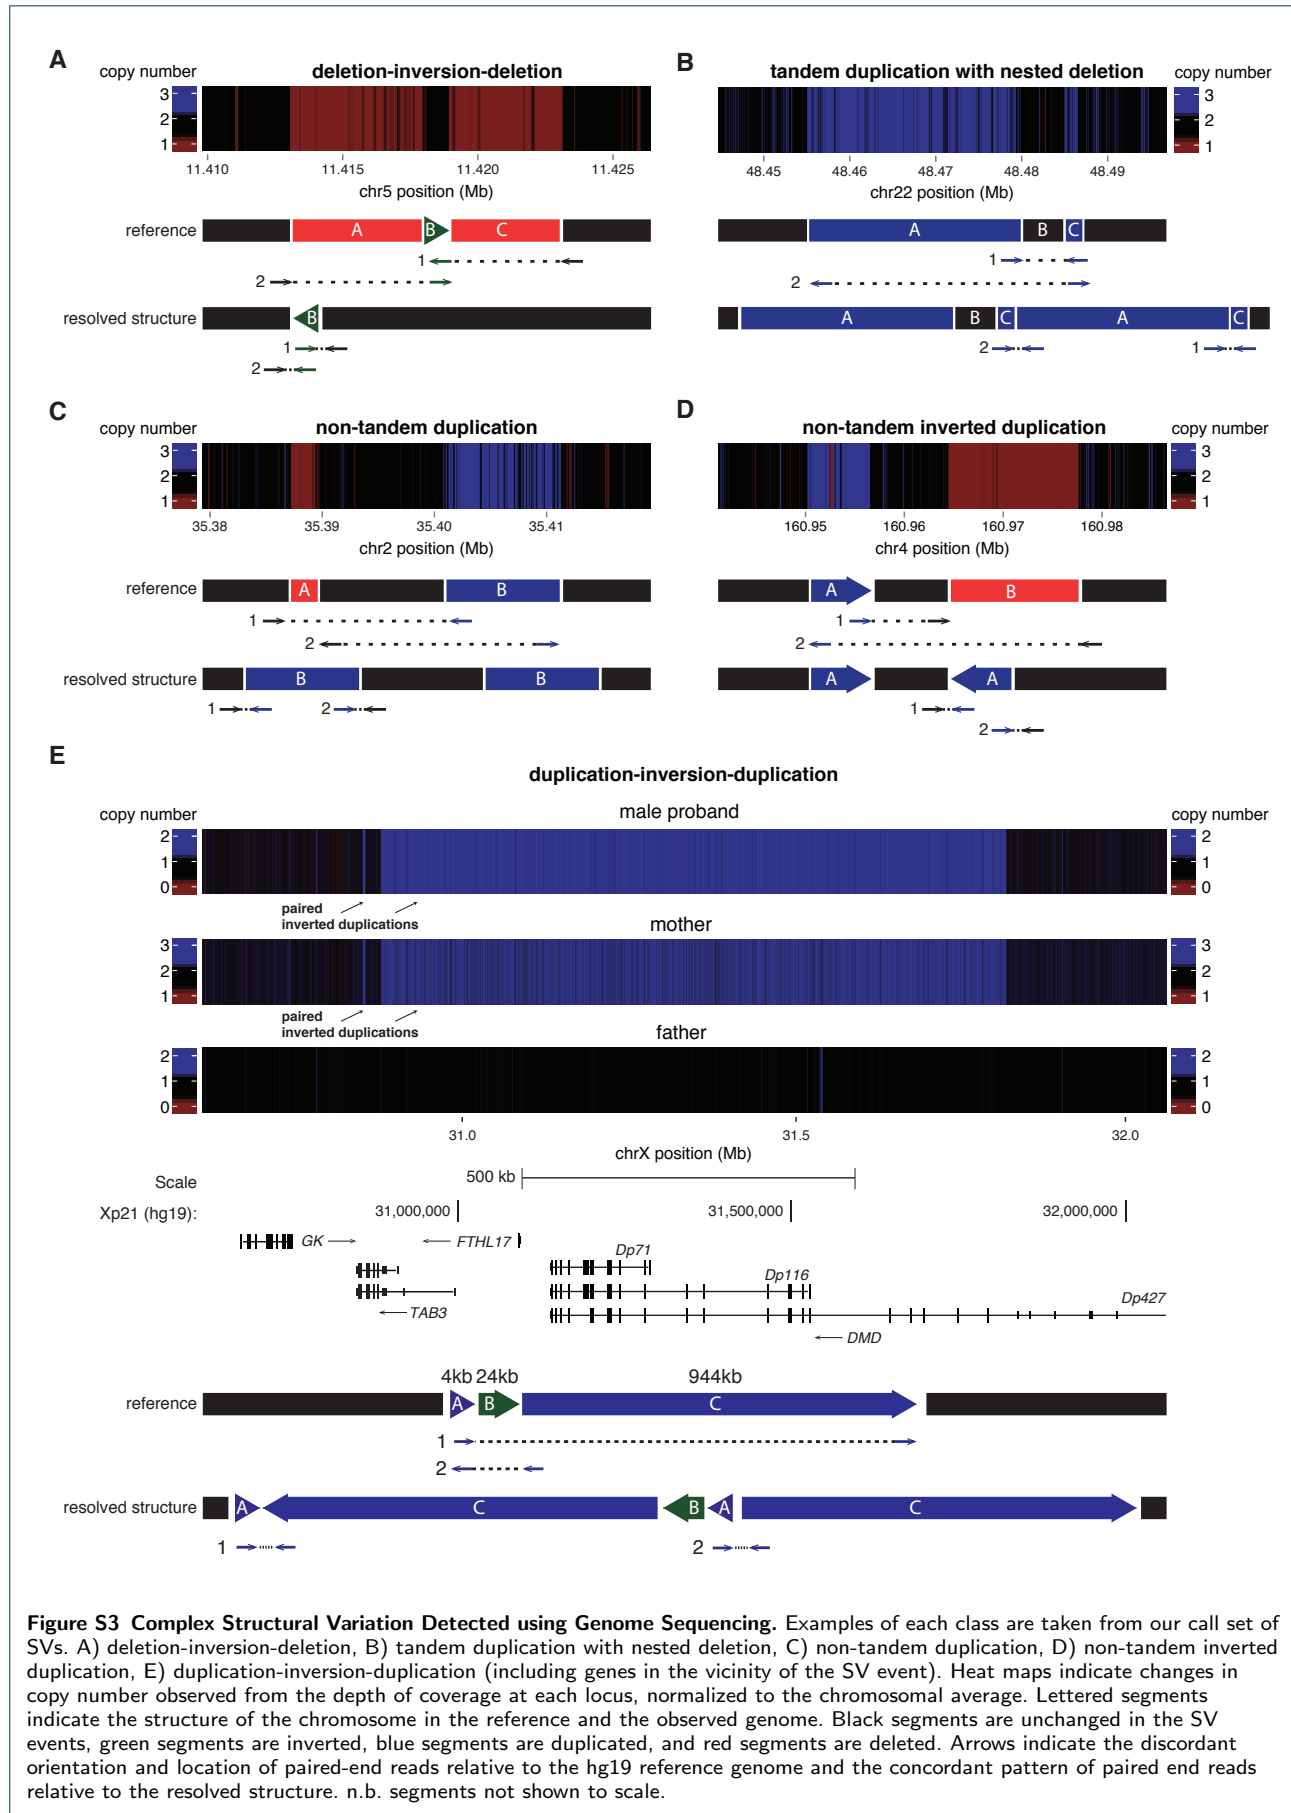 A
deletion-inversion-deletion
copy number
3
2
1
11.410
11.415
11.420
11.425
chr5 position (Mb)
reference
A
B
C
1
2
resolved structure
B
1
2
B
tandem duplication with nested deletion
copy number
3
2
1
48.45
48.46
48.47
48.48
48.49
chr22 position (Mb)
A
B
C
1
2
A
B
C
A
C
2
1
C
non-tandem duplication
copy number
3
2
1
35.38
35.39
35.40
35.41
chr2 position (Mb)
reference
A
B
1
2
resolved structure
B
B
1
2
D
non-tandem inverted duplication
copy number
3
2
1
160.95
160.96
160.97
160.98
chr4 position (Mb)
A
B
1
2
A
A
1
2
E
duplication-inversion-duplication
male proband
copy number
2
1
0
copy number
2
1
0
paired
inverted duplications
mother
3
2
1
3
2
1
paired
inverted duplications
father
2
1
0
2
1
0
31.0
31.5
32.0
chrX position (Mb)
Scale
500 kb
Xp21 (hg19):
31,000,000
31,500,000
32,000,000
GK
FTHL17
TAB3
Dp71
Dp116
Dp427
DMD
4kb 24kb 944kb
reference
A
B
C
1
2
resolved structure
A
C
B
A
C
1
2
Figure S3 Complex Structural Variation Detected using Genome Sequencing. Examples of each class are taken from our call set of
SVs. A) deletion-inversion-deletion, B) tandem duplication with nested deletion, C) non-tandem duplication, D) non-tandem inverted
duplication, E) duplication-inversion-duplication (including genes in the vicinity of the SV event). Heat maps indicate changes in
copy number observed from the depth of coverage at each locus, normalized to the chromosomal average. Lettered segments
indicate the structure of the chromosome in the reference and the observed genome. Black segments are unchanged in the SV
events, green segments are inverted, blue segments are duplicated, and red segments are deleted. Arrows indicate the discordant
orientation and location of paired-end reads relative to the hg19 reference genome and the concordant pattern of paired end reads
relative to the resolved structure. n.b. segments not shown to scale.